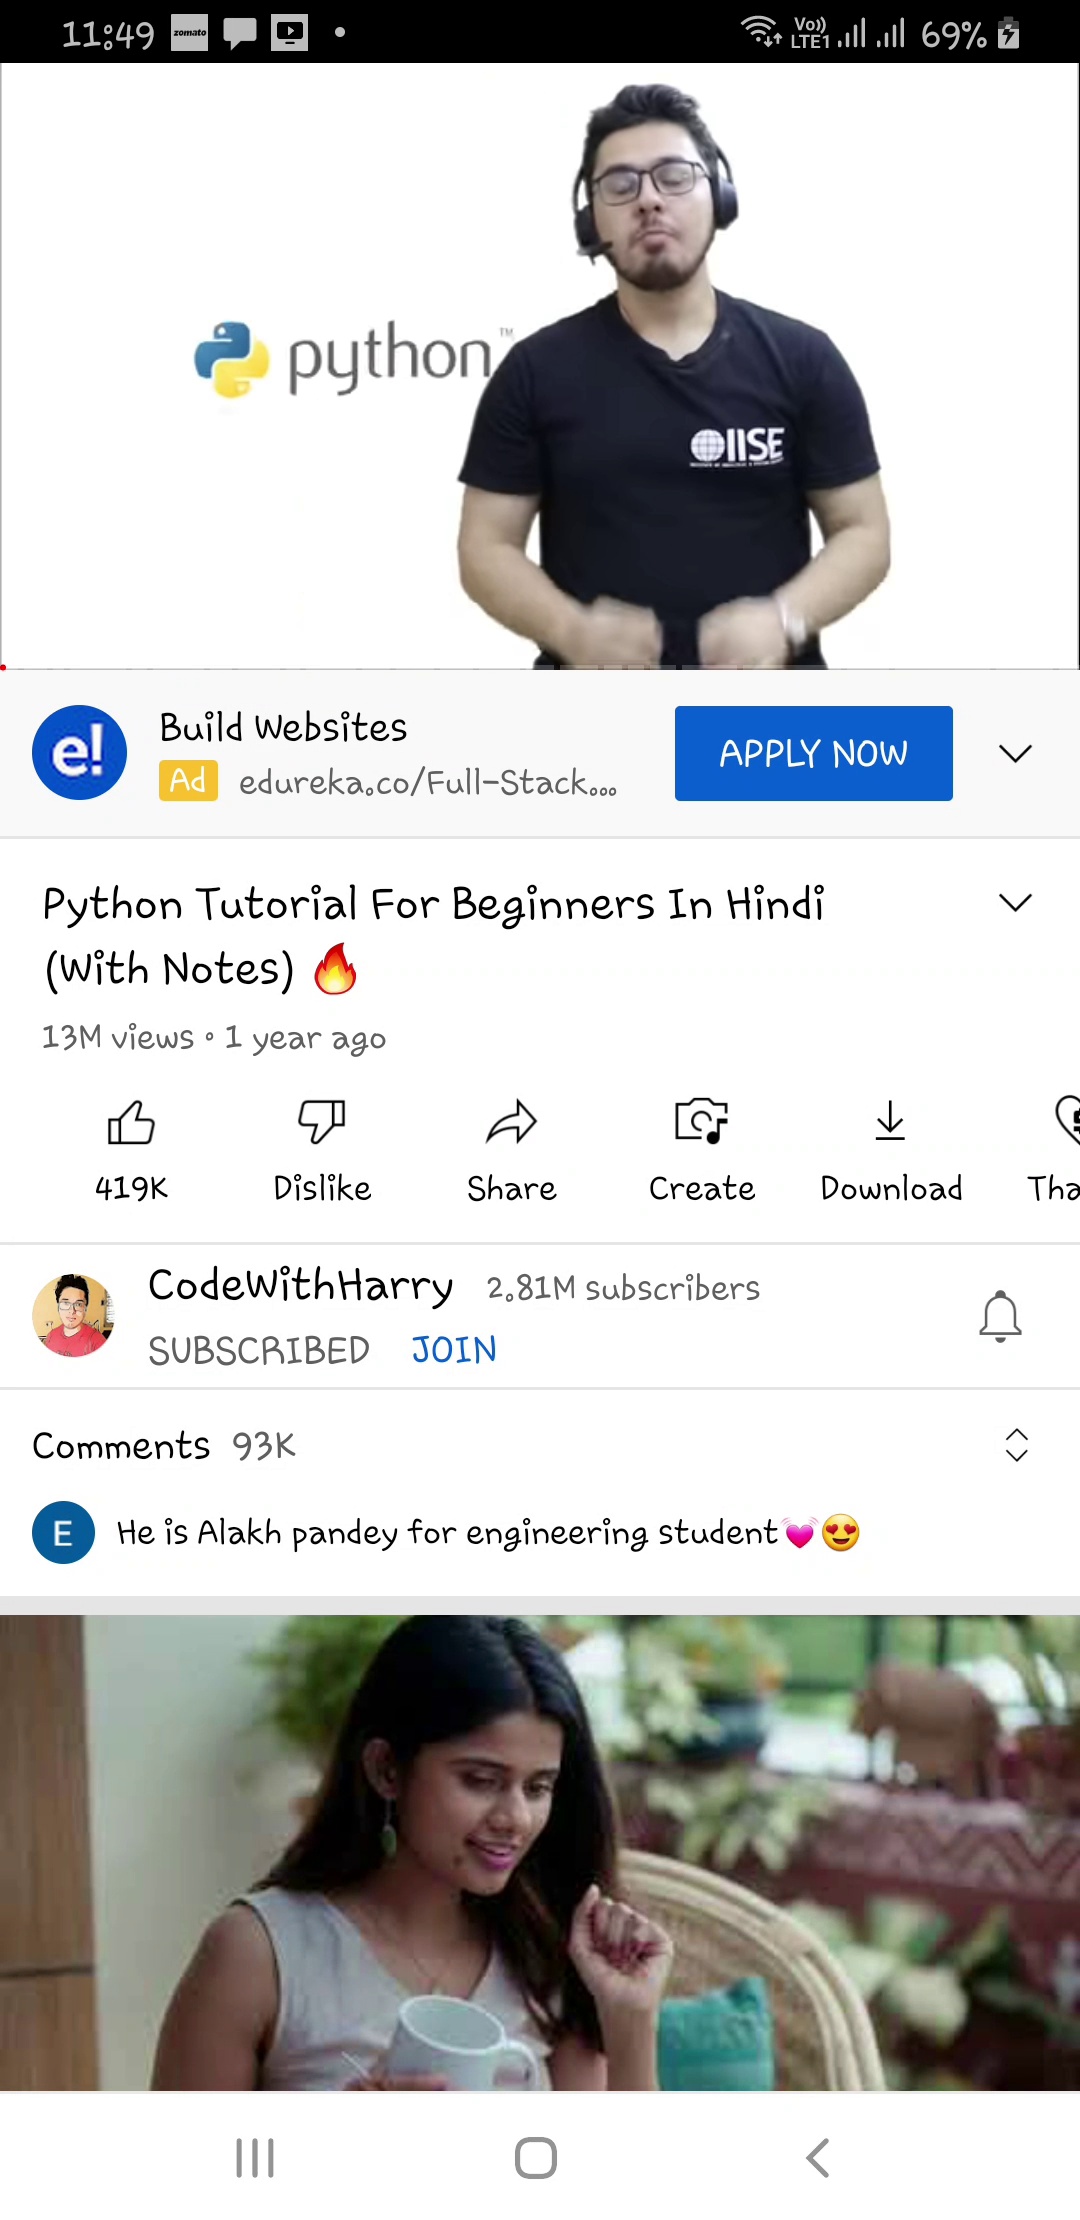 11:49 zomato Vo)) LTE1 69%
python™
IISE
e! Build Websites
Ad edureka.co/Full-Stack...
APPLY NOW
Python Tutorial For Beginners In Hindi
(With Notes) 🔥
13M views • 1 year ago
419K Dislike Share Create Download Tha
CodeWithHarry 2.81M subscribers
SUBSCRIBED JOIN
Comments 93K
E He is Alakh pandey for engineering student💓😍